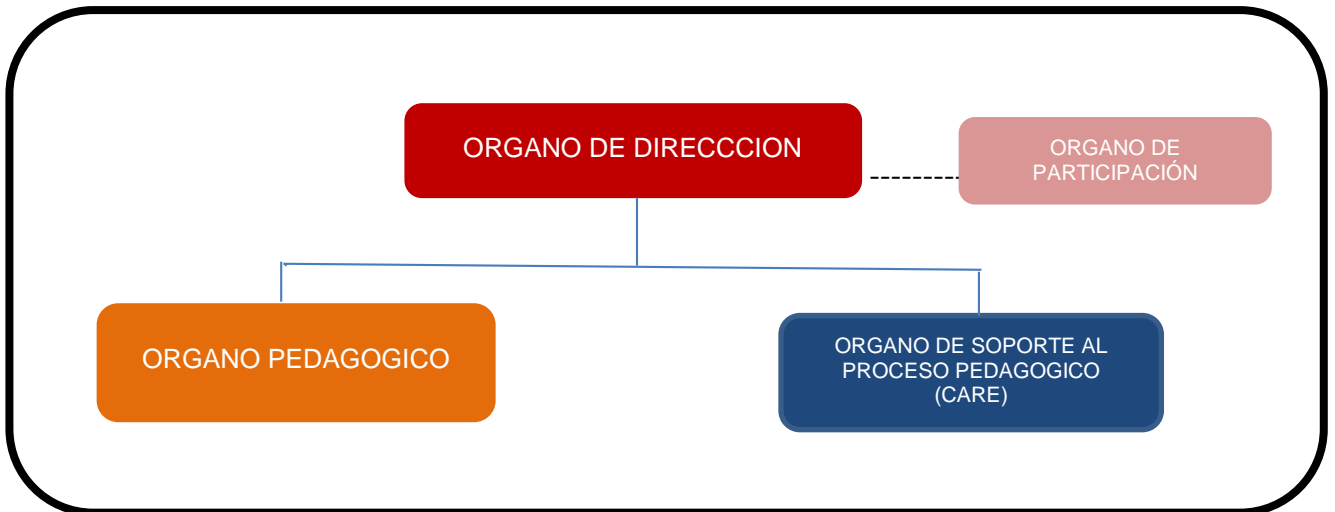 ORGANO DE DIRECCCION
ORGANO DE
PARTICIPACIÓN
ORGANO PEDAGOGICO
ORGANO DE SOPORTE AL
PROCESO PEDAGOGICO
(CARE)